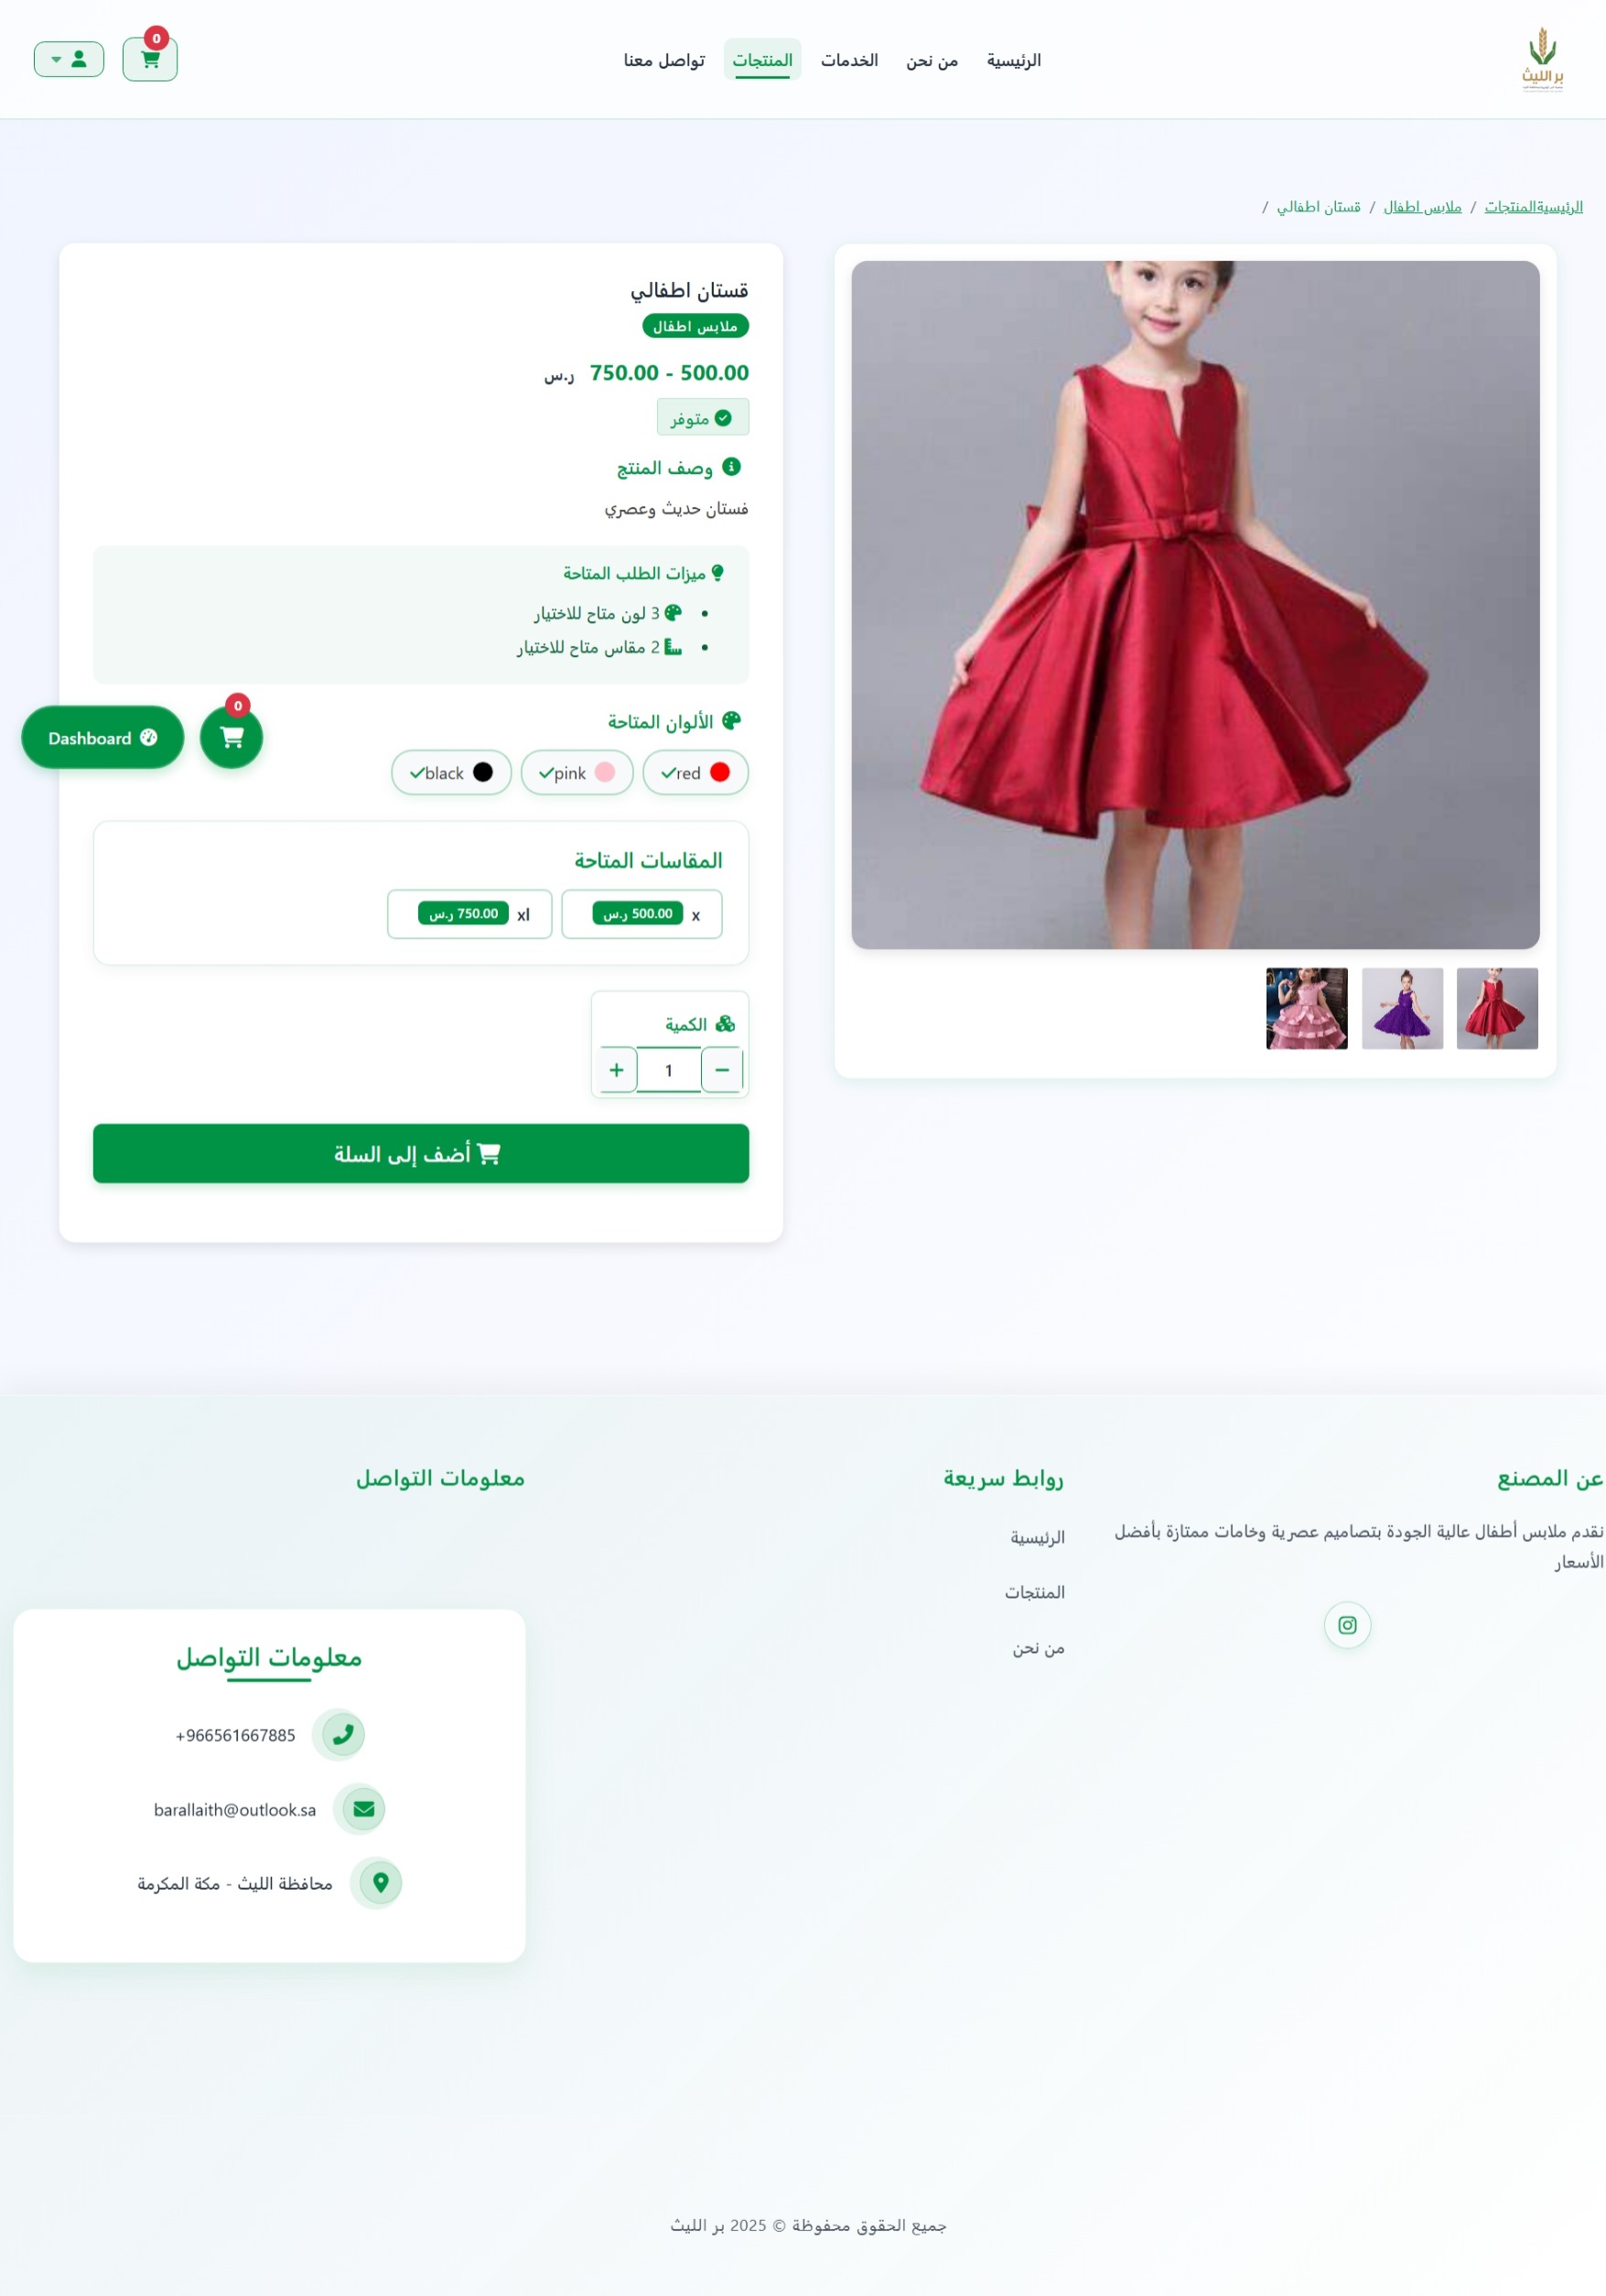 بر الليث
الرئيسية
من نحن
الخدمات
المنتجات
تواصل معنا
0
الرئيسيةالمنتجات / ملابس اطفال / قستان اطفالي /
قستان اطفالي
ملابس اطفال
500.00 - 750.00 ر.س
متوفر
وصف المنتج
فستان حديث وعصري
ميزات الطلب المتاحة
3 لون متاح للاختيار
2 مقاس متاح للاختيار
الألوان المتاحة
red
pink
black
0
Dashboard
المقاسات المتاحة
x 500.00 ر.س
xl 750.00 ر.س
الكمية
1
أضف إلى السلة
عن المصنع
نقدم ملابس أطفال عالية الجودة بتصاميم عصرية وخامات ممتازة بأفضل
الأسعار
روابط سريعة
الرئيسية
المنتجات
من نحن
معلومات التواصل
معلومات التواصل
+966561667885
barallaith@outlook.sa
محافظة الليث - مكة المكرمة
جميع الحقوق محفوظة © 2025 بر الليث